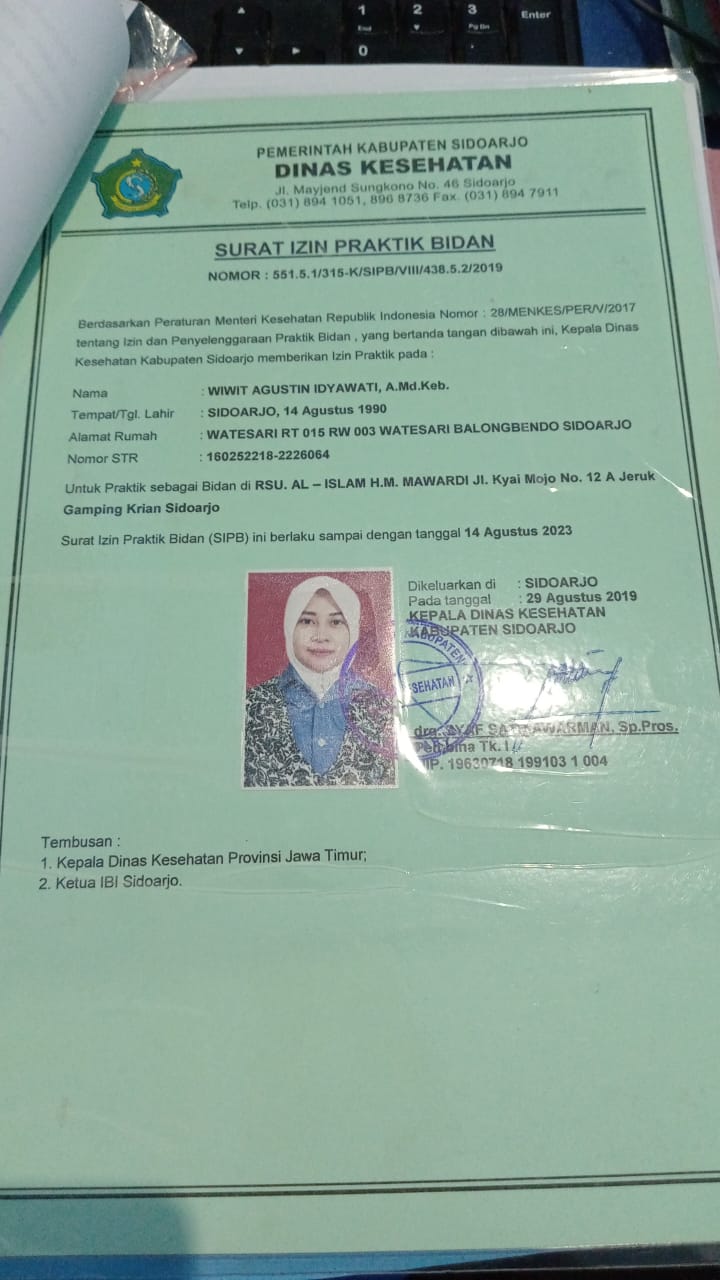 1
2
3
Enter
End
Pg Dn
0
PEMERINTAH KABUPATEN SIDOARJO
DINAS KESEHATAN
Jl. Mayjend Sungkono No. 46 Sidoarjo
Telp. (031) 894 1051, 896 8736 Fax. (031) 894 7911
SURAT IZIN PRAKTIK BIDAN
NOMOR : 551.5.1/315-K/SIPB/VIII/438.5.2/2019
Berdasarkan Peraturan Menteri Kesehatan Republik Indonesia Nomor : 28/MENKES/PER/V/2017
tentang Izin dan Penyelenggaraan Praktik Bidan , yang bertanda tangan dibawah ini, Kepala Dinas
Kesehatan Kabupaten Sidoarjo memberikan Izin Praktik pada :
Nama : WIWIT AGUSTIN IDYAWATI, A.Md.Keb.
Tempat/Tgl. Lahir : SIDOARJO, 14 Agustus 1990
Alamat Rumah : WATESARI RT 015 RW 003 WATESARI BALONGBENDO SIDOARJO
Nomor STR : 160252218-2226064
Untuk Praktik sebagai Bidan di RSU. AL – ISLAM H.M. MAWARDI Jl. Kyai Mojo No. 12 A Jeruk
Gamping Krian Sidoarjo
Surat Izin Praktik Bidan (SIPB) ini berlaku sampai dengan tanggal 14 Agustus 2023
Dikeluarkan di : SIDOARJO
Pada tanggal : 29 Agustus 2019
KEPALA DINAS KESEHATAN
KABUPATEN SIDOARJO
KABUPATEN
SEHATAN
drg. Sp.Pros.
Pembina Tk.1
NIP. 19630718 199103 1 004
Tembusan :
1. Kepala Dinas Kesehatan Provinsi Jawa Timur;
2. Ketua IBI Sidoarjo.